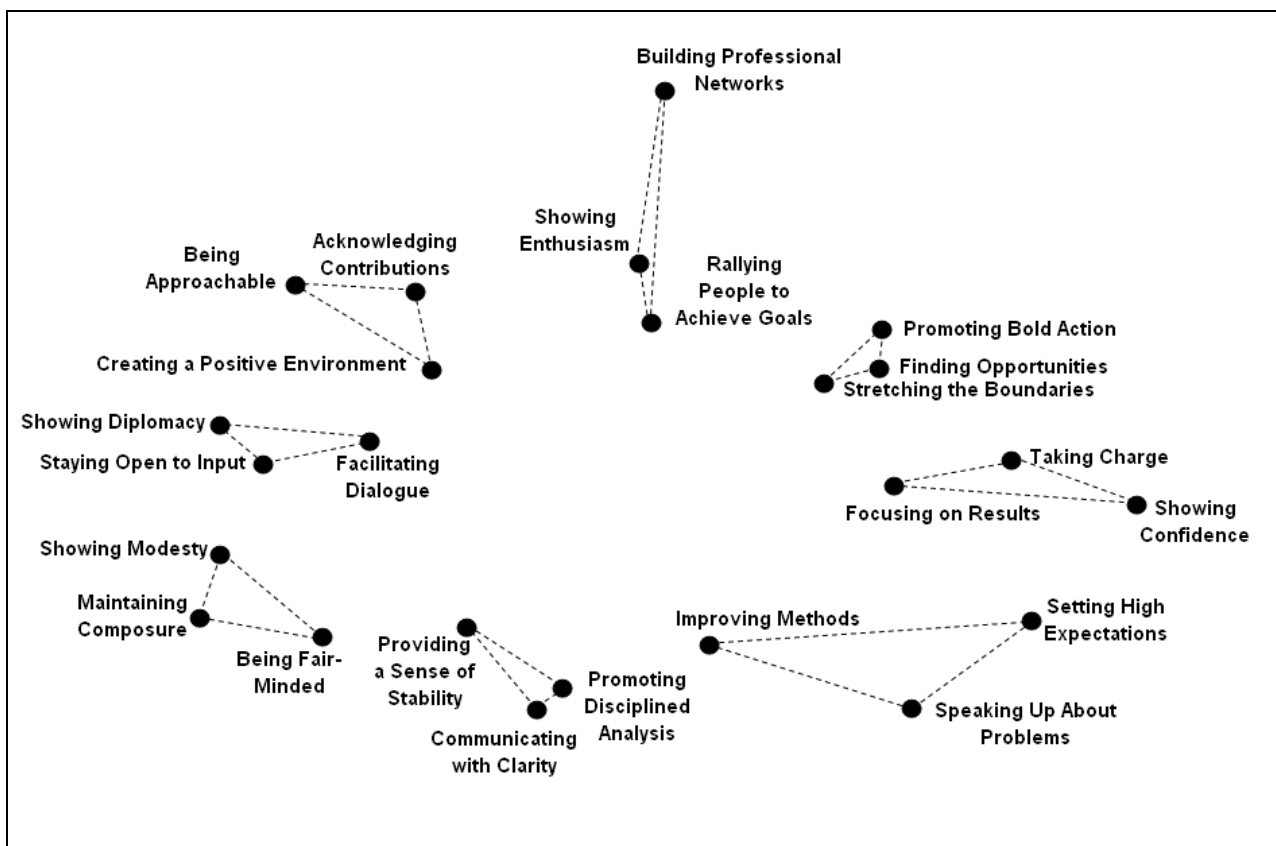 Building Professional
Networks
Showing
Enthusiasm
Rallying
People to
Achieve Goals
Being
Approachable
Acknowledging
Contributions
Creating a Positive Environment
Promoting Bold Action
Finding Opportunities
Stretching the Boundaries
Showing Diplomacy
Staying Open to Input
Facilitating
Dialogue
Taking Charge
Focusing on Results
Showing
Confidence
Showing Modesty
Maintaining
Composure
Being Fair-
Minded
Providing
a Sense of
Stability
Promoting
Disciplined
Analysis
Communicating
with Clarity
Improving Methods
Setting High
Expectations
Speaking Up About
Problems